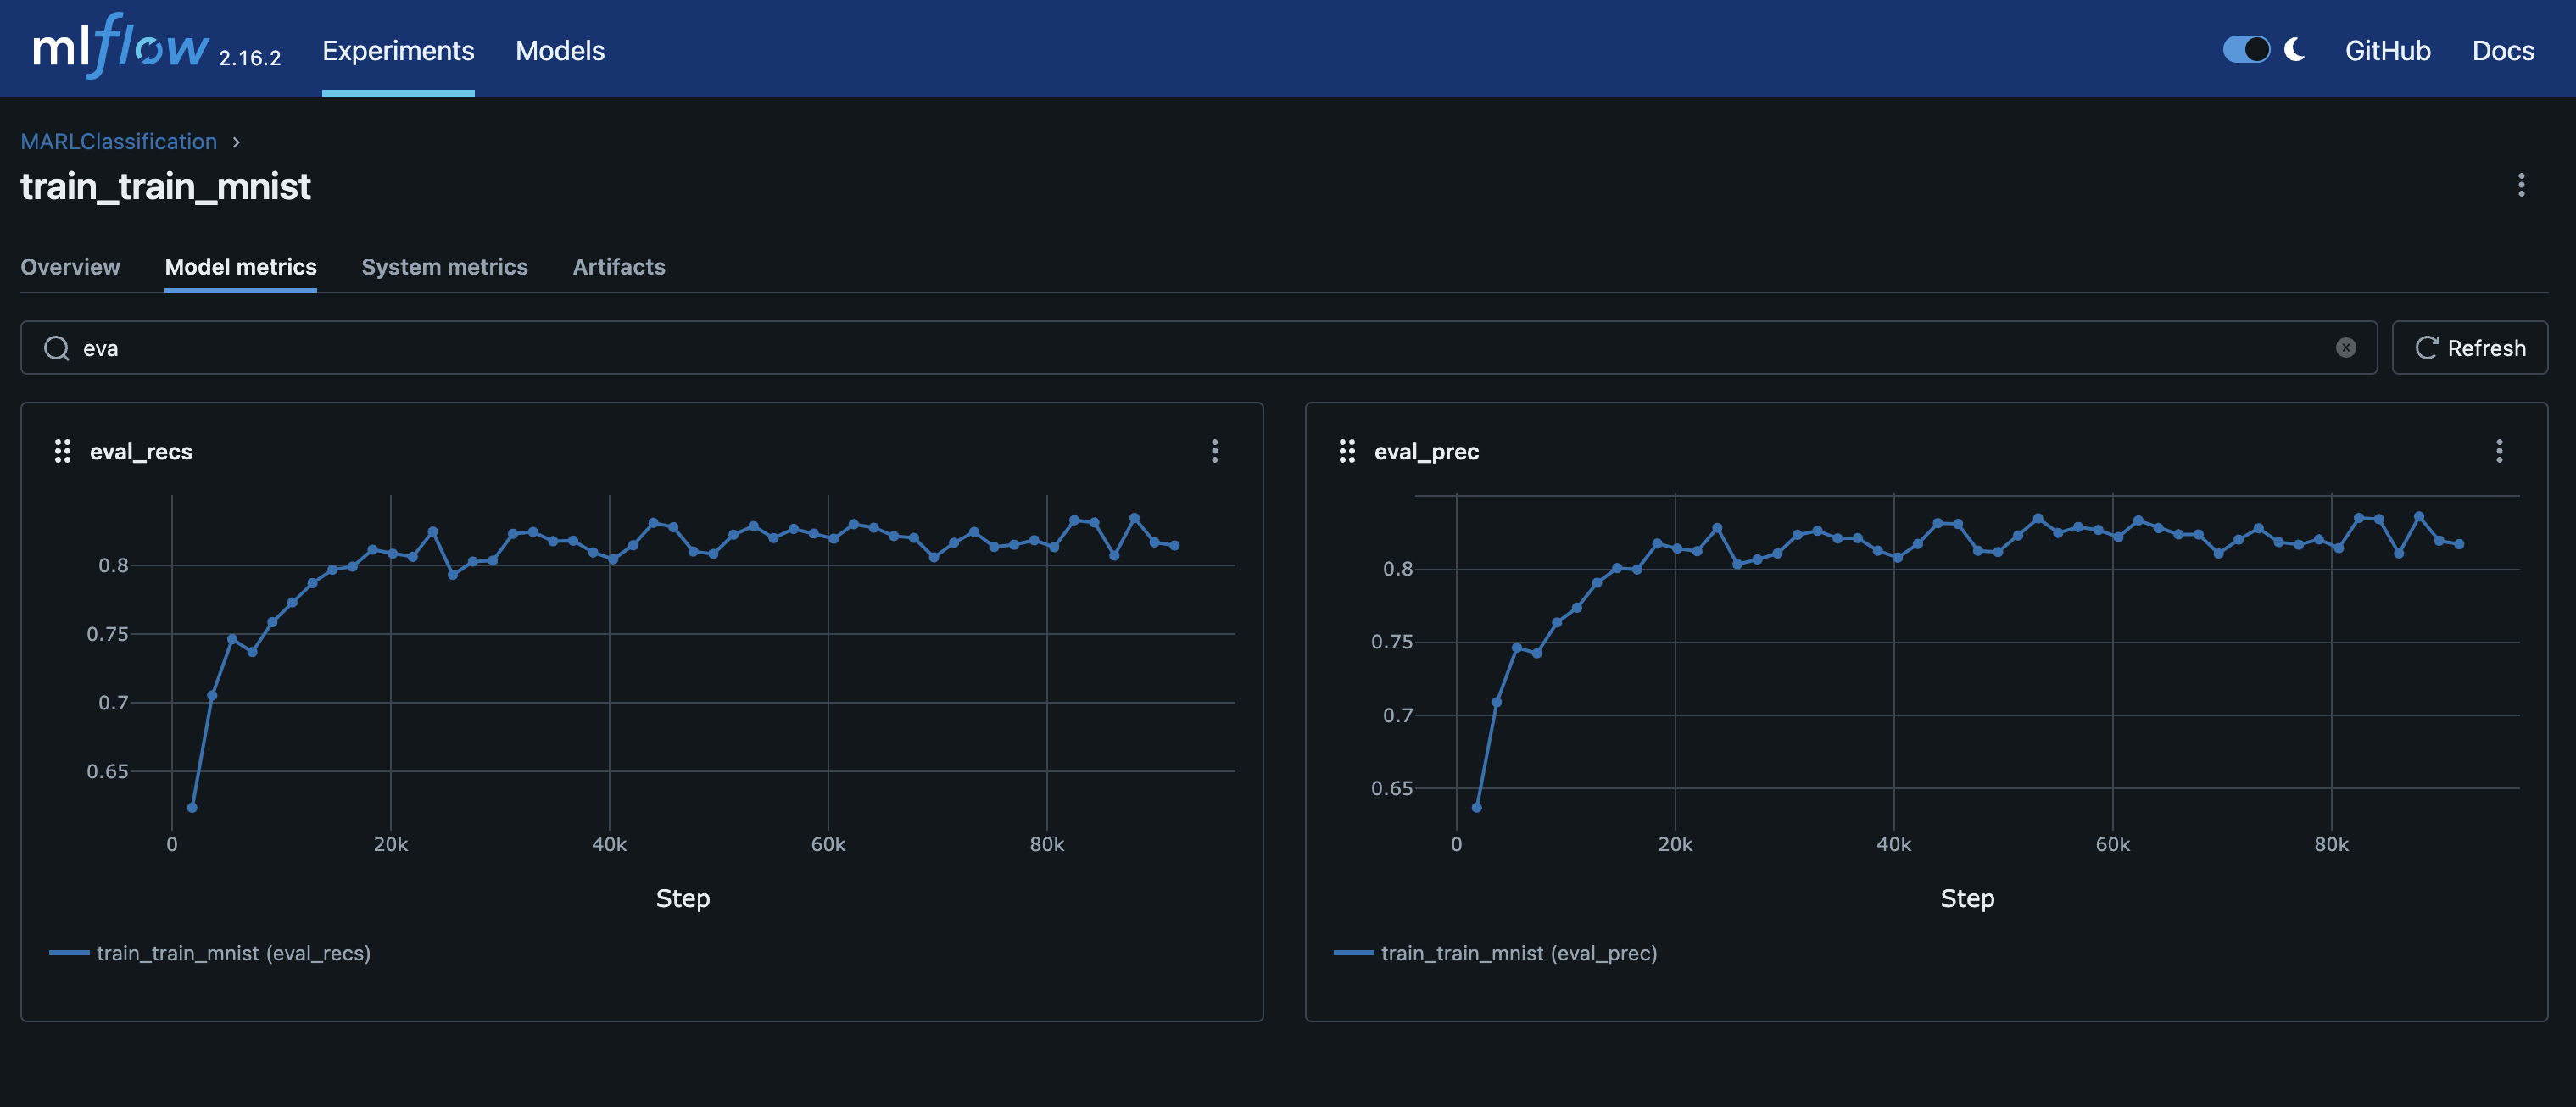 mlflow 2.16.2 Experiments Models GitHub Docs
MARLClassification
train_train_mnist
Overview Model metrics System metrics Artifacts
eva
Refresh
eval_recs
0.8
0.75
0.7
0.65
0 20k 40k 60k 80k
Step
train_train_mnist (eval_recs)
eval_prec
0.8
0.75
0.7
0.65
0 20k 40k 60k 80k
Step
train_train_mnist (eval_prec)